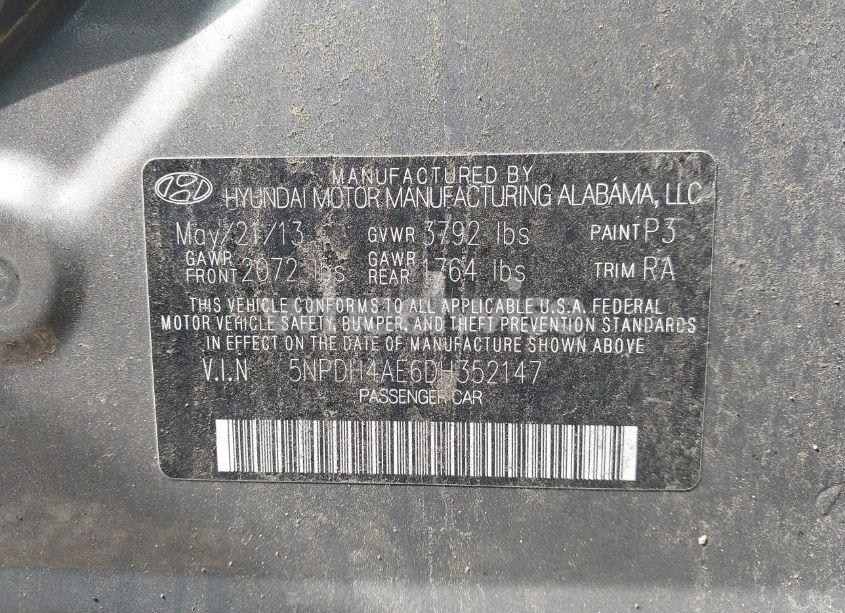 MANUFACTURED BY
HYUNDAI MOTOR MANUFACTURING ALABAMA, LLC
May/21/13 GVWR 3792 lbs PAINT P3
GAWR FRONT 2072 lbs GAWR REAR 1764 lbs TRIM RA
THIS VEHICLE CONFORMS TO ALL APPLICABLE U.S.A. FEDERAL
MOTOR VEHICLE SAFETY, BUMPER, AND THEFT PREVENTION STANDARDS
IN EFFECT ON THE DATE OF MANUFACTURE SHOWN ABOVE
V.I.N 5NPDH4AE6DH352147
PASSENGER CAR